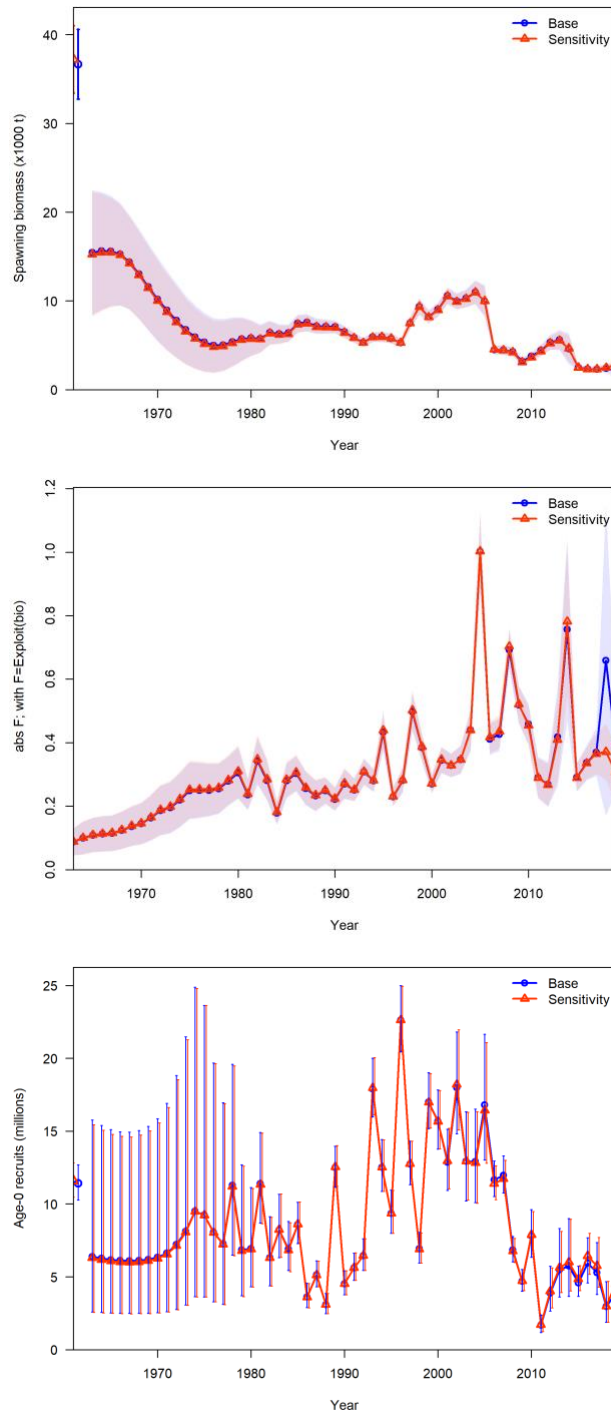 Base
Sensitivity
Spawning biomass (x1000 t)
40
30
20
10
0
1970 1980 1990 2000 2010
Year
Base
Sensitivity
abs F; with F=Exploit(bio)
1.2
1.0
0.8
0.6
0.4
0.2
0.0
1970 1980 1990 2000 2010
Year
Base
Sensitivity
Age-0 recruits (millions)
25
20
15
10
5
0
1970 1980 1990 2000 2010
Year